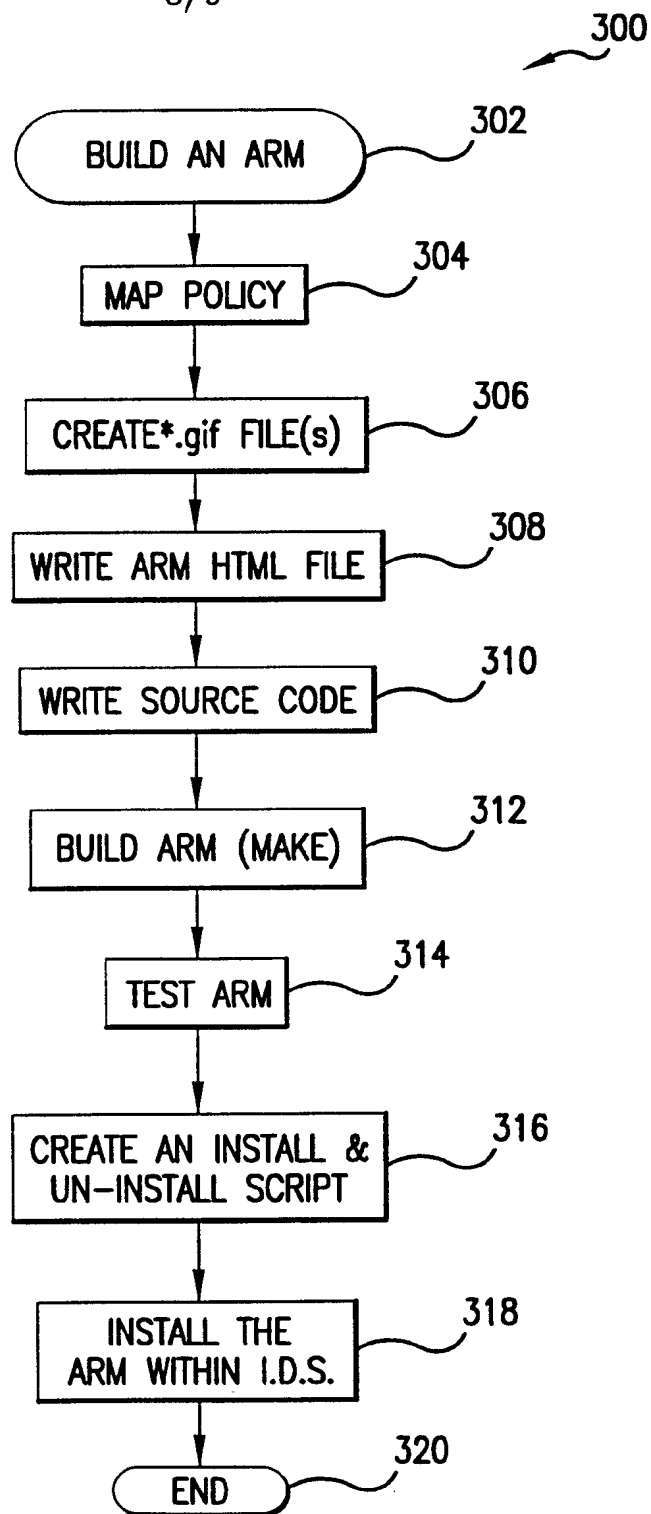 300
BUILD AN ARM
302
MAP POLICY
304
CREATE*.gif FILE(s)
306
WRITE ARM HTML FILE
308
WRITE SOURCE CODE
310
BUILD ARM (MAKE)
312
TEST ARM
314
CREATE AN INSTALL &
UN-INSTALL SCRIPT
316
INSTALL THE
ARM WITHIN I.D.S.
318
END
320